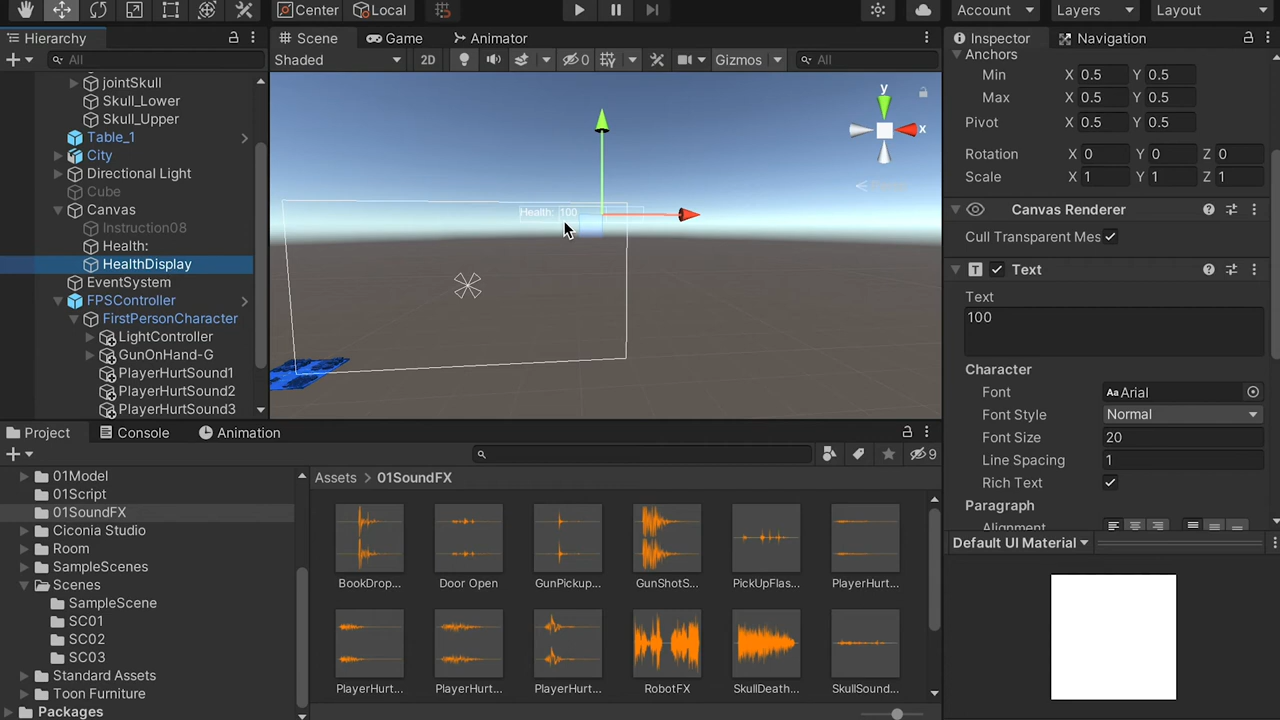 Center Local Account Layers Layout
Hierarchy
All
jointSkull
Skull_Lower
Skull_Upper
Table_1
City
Directional Light
Cube
Canvas
Instruction08
Health:
HealthDisplay
EventSystem
FPSController
FirstPersonCharacter
LightController
GunOnHand-G
PlayerHurtSound1
PlayerHurtSound2
PlayerHurtSound3
Scene Game Animator
Shaded 2D 0 Gizmos All
y
x
Health: 100
Inspector Navigation
Anchors
Min X 0.5 Y 0.5
Max X 0.5 Y 0.5
Pivot X 0.5 Y 0.5
Rotation X 0 Y 0 Z 0
Scale X 1 Y 1 Z 1
Canvas Renderer
Cull Transparent Mes
T Text
Text
100
Character
Font Aa Arial
Font Style Normal
Font Size 20
Line Spacing 1
Rich Text
Paragraph
Alignment
Default UI Material
Project Console Animation
9
01Model
01Script
01SoundFX
Ciconia Studio
Room
SampleScenes
Scenes
SampleScene
SC01
SC02
SC03
Standard Assets
Toon Furniture
Packages
Assets 01SoundFX
BookDrop... Door Open GunPickup... GunShotS... PickUpFlas... PlayerHurt...
PlayerHurt... PlayerHurt... PlayerHurt... RobotFX SkullDeath... SkullSound...